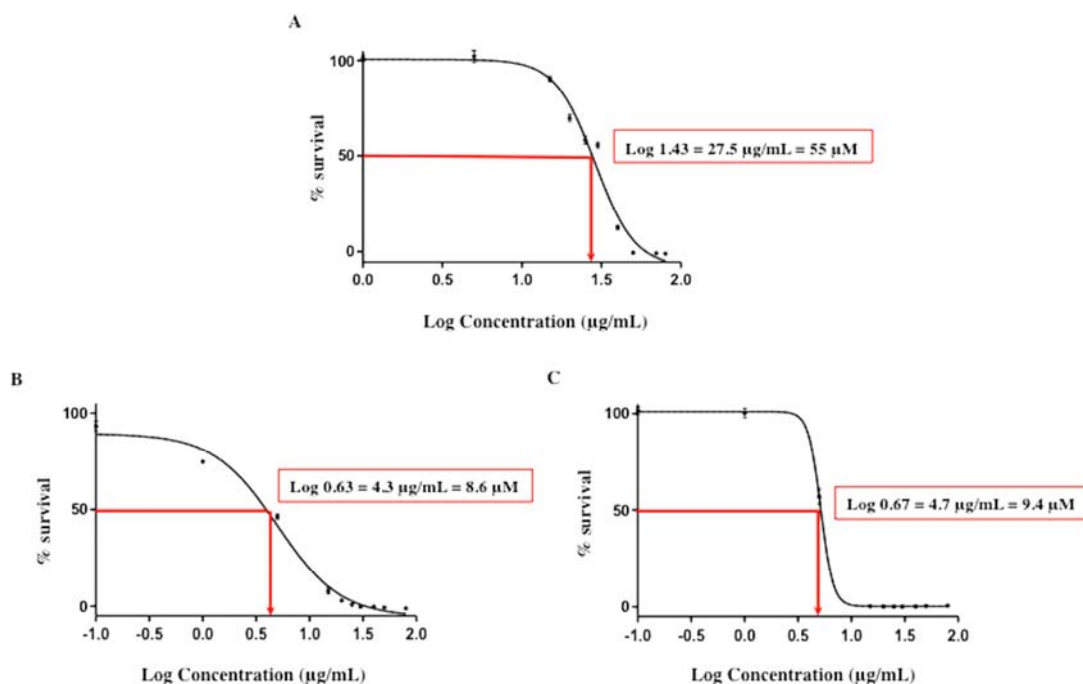 A
% survival
100
50
0
0.0 0.5 1.0 1.5 2.0
Log Concentration (µg/mL)
Log 1.43 = 27.5 µg/mL = 55 µM
B
% survival
100
50
0
-1.0 -0.5 0.0 0.5 1.0 1.5 2.0
Log Concentration (µg/mL)
Log 0.63 = 4.3 µg/mL = 8.6 µM
C
% survival
100
50
0
-1.0 -0.5 0.0 0.5 1.0 1.5 2.0
Log Concentration (µg/mL)
Log 0.67 = 4.7 µg/mL = 9.4 µM